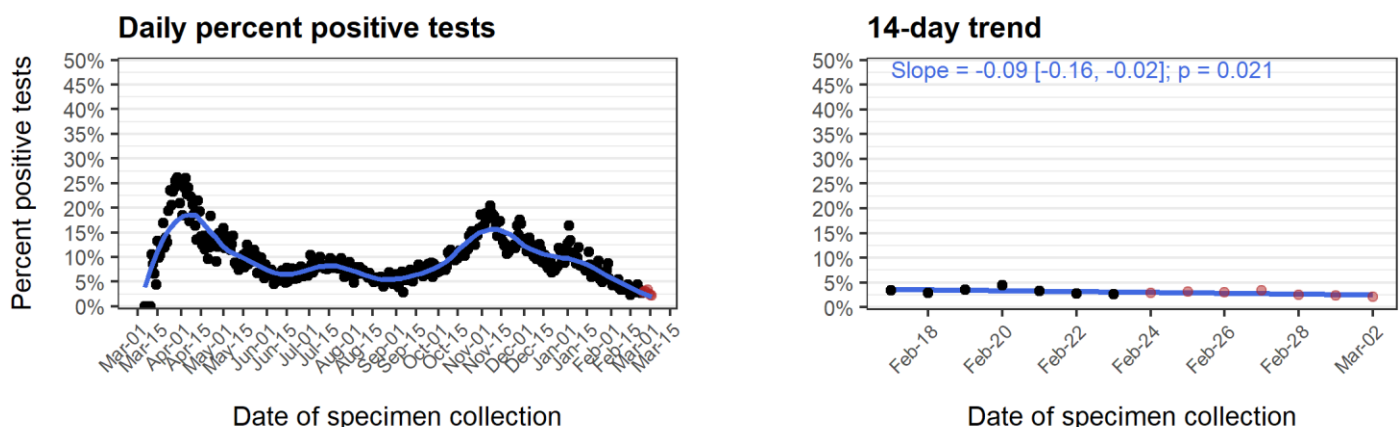 Daily percent positive tests
Percent positive tests
50%
45%
40%
35%
30%
25%
20%
15%
10%
5%
0%
Mar-01
Mar-15
Apr-01
Apr-15
May-01
May-15
Jun-01
Jun-15
Jul-01
Jul-15
Aug-01
Aug-15
Sep-01
Sep-15
Oct-01
Oct-15
Nov-01
Nov-15
Dec-01
Dec-15
Jan-01
Jan-15
Feb-01
Feb-15
Mar-01
Mar-15
Date of specimen collection
14-day trend
Slope = -0.09 [-0.16, -0.02]; p = 0.021
50%
45%
40%
35%
30%
25%
20%
15%
10%
5%
0%
Feb-18
Feb-20
Feb-22
Feb-24
Feb-26
Feb-28
Mar-02
Date of specimen collection